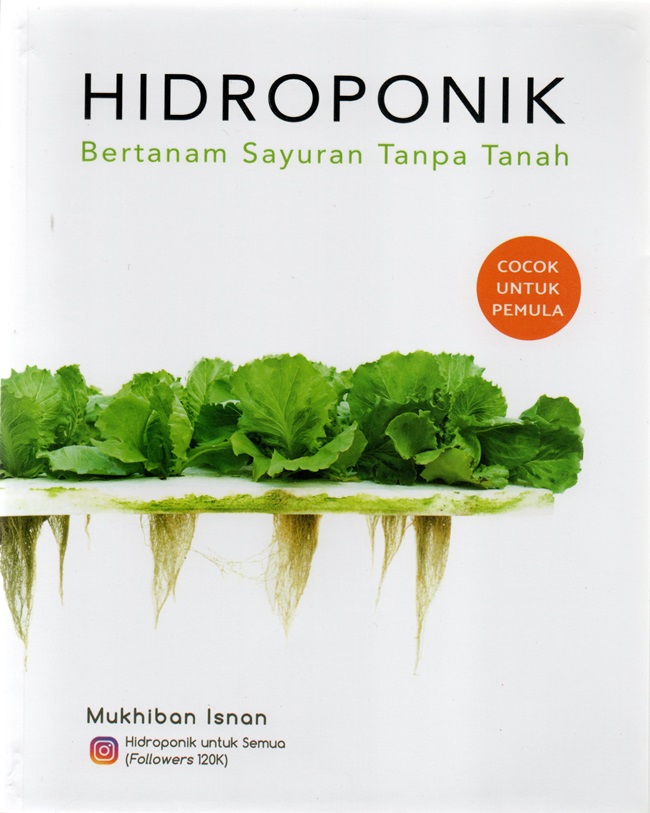 HIDROPONIK
Bertanam Sayuran Tanpa Tanah
COCOK
UNTUK
PEMULA
Mukhiban Isnan
Hidroponik untuk Semua
(Followers 120K)